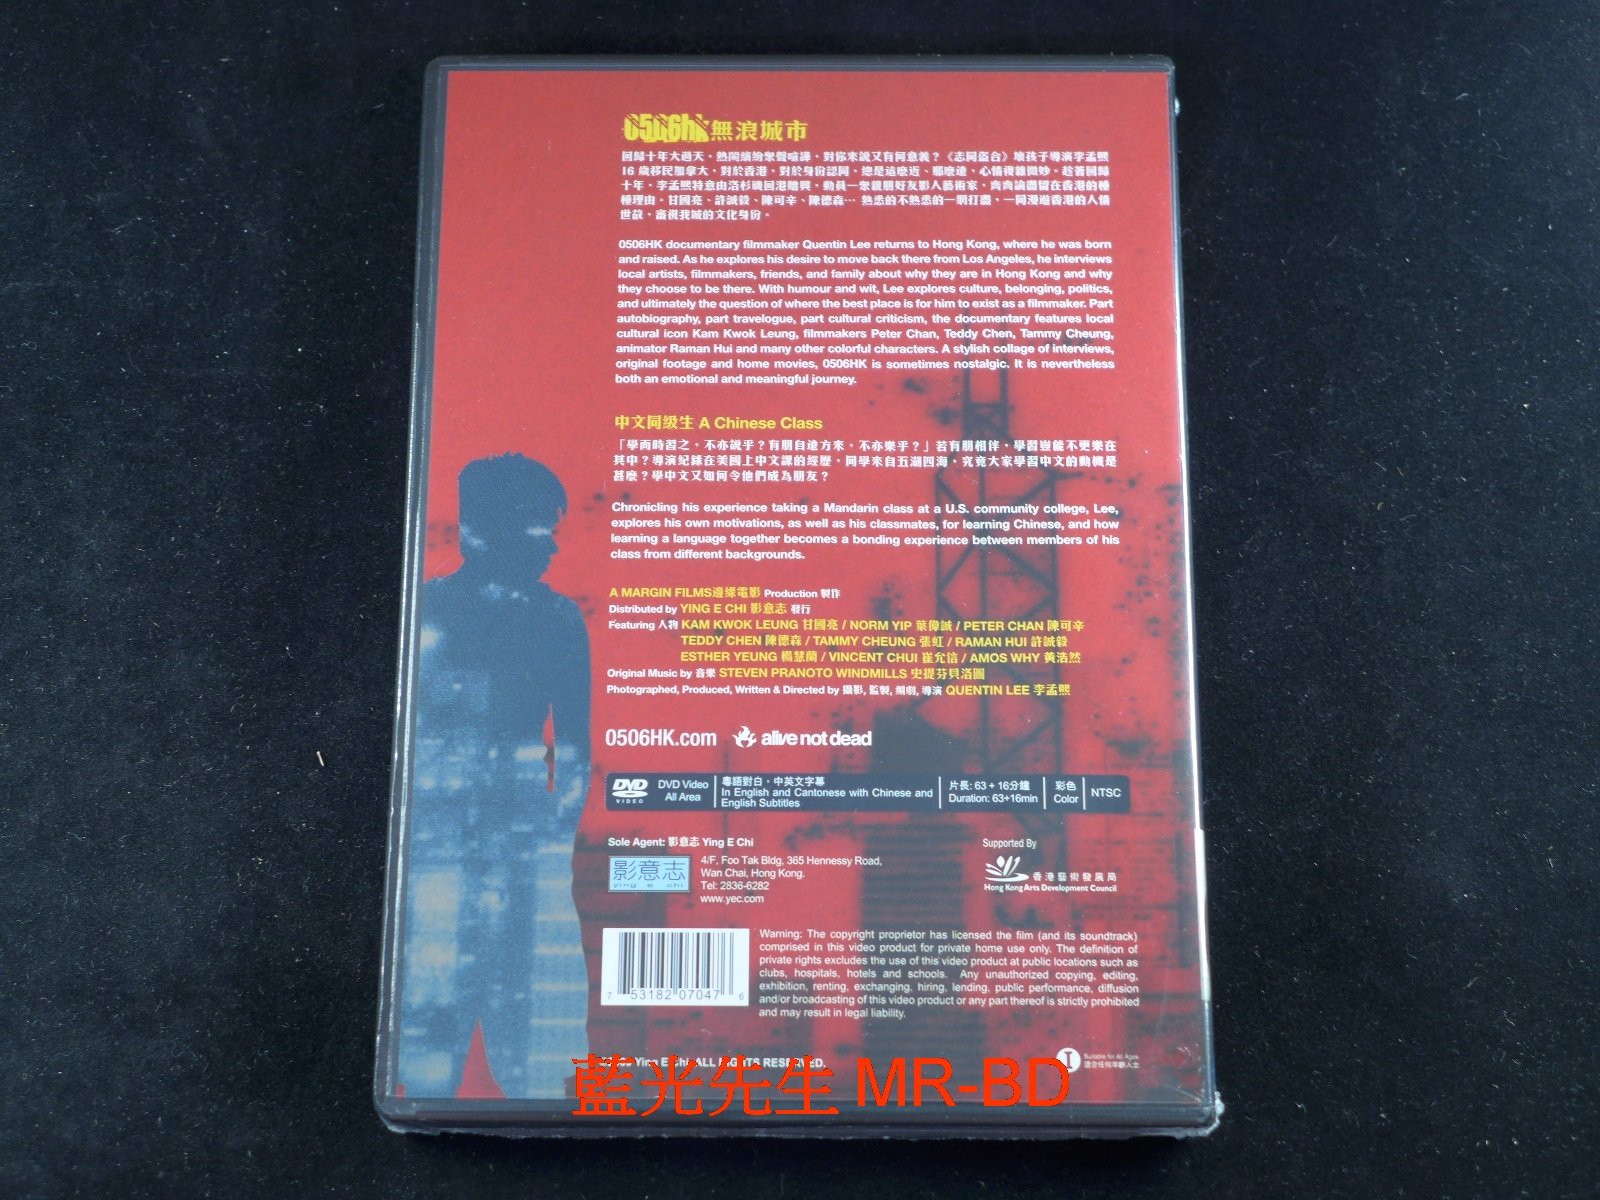 0506hk無浪城市
回歸十年大過天，熱鬧繽紛眾聲喧譁，對你來說又有何意義？《志同盜合》壞孩子導演李孟熙
16 歲移民加拿大，對於香港，對於身份認同，總是這麼近、那麼遠，心情複雜微妙，趁著回歸
十年，李孟熙特意由洛杉磯回港贈興，動員一眾親朋好友影人藝術家，齊齊論盡留在香港的種
種理由。甘國亮、許誠毅、陳可辛、陳德森⋯ 熟悉的不熟悉的一網打盡，一同漫遊香港的人情
世故，審視我城的文化身份。
0506HK documentary filmmaker Quentin Lee returns to Hong Kong, where he was born
and raised. As he explores his desire to move back there from Los Angeles, he interviews
local artists, filmmakers, friends, and family about why they are in Hong Kong and why
they choose to be there. With humour and wit, Lee explores culture, belonging, politics,
and ultimately the question of where the best place is for him to exist as a filmmaker. Part
autobiography, part travelogue, part cultural criticism, the documentary features local
cultural icon Kam Kwok Leung, filmmakers Peter Chan, Teddy Chen, Tammy Cheung,
animator Raman Hui and many other colorful characters. A stylish collage of interviews,
original footage and home movies, 0506HK is sometimes nostalgic. It is nevertheless
both an emotional and meaningful journey.
中文同級生 A Chinese Class
「學而時習之，不亦說乎？有朋自遠方來，不亦樂乎？」若有朋相伴，學習豈能不更樂在
其中？導演紀錄在美國上中文課的經歷，同學來自五湖四海，究竟大家學習中文的動機是
甚麼？學中文又如何令他們成為朋友？
Chronicling his experience taking a Mandarin class at a U.S. community college, Lee,
explores his own motivations, as well as his classmates, for learning Chinese, and how
learning a language together becomes a bonding experience between members of his
class from different backgrounds.
A MARGIN FILMS邊緣電影 Production 製作
Distributed by YING E CHI 影意志 發行
Featuring 人物 KAM KWOK LEUNG 甘國亮 / NORM YIP 葉偉誠 / PETER CHAN 陳可辛
TEDDY CHEN 陳德森 / TAMMY CHEUNG 張虹 / RAMAN HUI 許誠毅
ESTHER YEUNG 楊慧蘭 / VINCENT CHUI 崔允信 / AMOS WHY 黃浩然
Original Music by 音樂 STEVEN PRANOTO WINDMILLS 史提芬貝洛圖
Photographed, Produced, Written & Directed by 攝影, 監製, 編劇, 導演 QUENTIN LEE 李孟熙
0506HK.com alive not dead
DVD VIDEO
DVD Video
All Area
粵語對白，中英文字幕
In English and Cantonese with Chinese and
English Subtitles
片長: 63 + 16分鐘
Duration: 63+16min
彩色
Color
NTSC
Sole Agent: 影意志 Ying E Chi
影意志
ying e chi
4/F, Foo Tak Bldg, 365 Hennessy Road,
Wan Chai, Hong Kong.
Tel: 2836-6282
www.yec.com
Supported By
香港藝術發展局
Hong Kong Arts Development Council
7 53182 07047 6
Warning: The copyright proprietor has licensed the film (and its soundtrack)
comprised in this video product for private home use only. The definition of
private rights excludes the use of this video product at public locations such as
clubs, hospitals, hotels and schools. Any unauthorized copying, editing,
exhibition, renting, exchanging, hiring, lending, public performance, diffusion
and/or broadcasting of this video product or any part thereof is strictly prohibited
and may result in legal liability.
Ying E Chi ALL RIGHTS RESERVED.
I
Suitable for All Ages
適合任何年齡人士
藍光先生 MR-BD